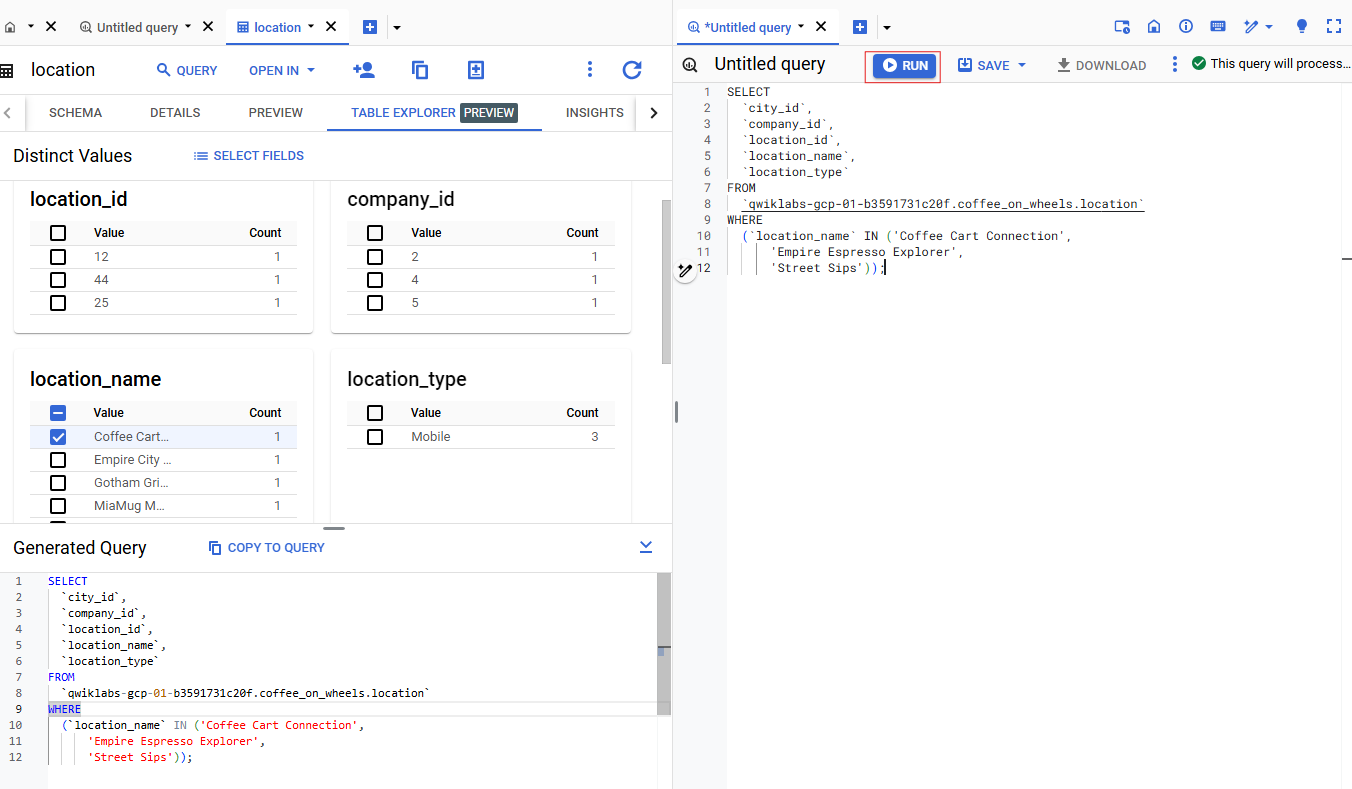 Untitled query
location
*Untitled query
location
QUERY
OPEN IN
Untitled query
RUN
SAVE
DOWNLOAD
This query will process...
SCHEMA
DETAILS
PREVIEW
TABLE EXPLORER PREVIEW
INSIGHTS
Distinct Values
SELECT FIELDS
location_id
Value Count
12 1
44 1
25 1
company_id
Value Count
2 1
4 1
5 1
location_name
Value Count
Coffee Cart... 1
Empire City ... 1
Gotham Gri... 1
MiaMug M... 1
location_type
Value Count
Mobile 3
Generated Query
COPY TO QUERY
1 SELECT
2 `city_id`,
3 `company_id`,
4 `location_id`,
5 `location_name`,
6 `location_type`
7 FROM
8 `qwiklabs-gcp-01-b3591731c20f.coffee_on_wheels.location`
9 WHERE
10 (`location_name` IN ('Coffee Cart Connection',
11 'Empire Espresso Explorer',
12 'Street Sips'));
1 SELECT
2 `city_id`,
3 `company_id`,
4 `location_id`,
5 `location_name`,
6 `location_type`
7 FROM
8 `qwiklabs-gcp-01-b3591731c20f.coffee_on_wheels.location`
9 WHERE
10 (`location_name` IN ('Coffee Cart Connection',
11 'Empire Espresso Explorer',
12 'Street Sips'));